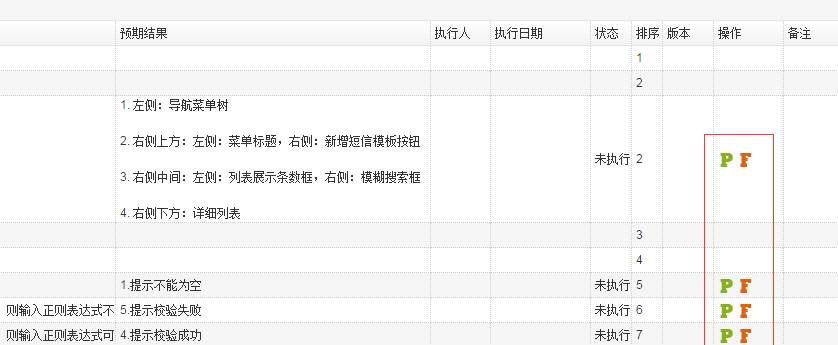 预期结果 执行人 执行日期 状态 排序 版本 操作 备注
1
2
1. 左侧：导航菜单树
2. 右侧上方：左侧：菜单标题，右侧：新增短信模板按钮
未执行 2 P F
3. 右侧中间：左侧：列表展示条数框，右侧：模糊搜索框
4. 右侧下方：详细列表
3
4
1.提示不能为空 未执行 5 P F
则输入正则表达式不 5.提示校验失败 未执行 6 P F
则输入正则表达式可 4.提示校验成功 未执行 7 P F